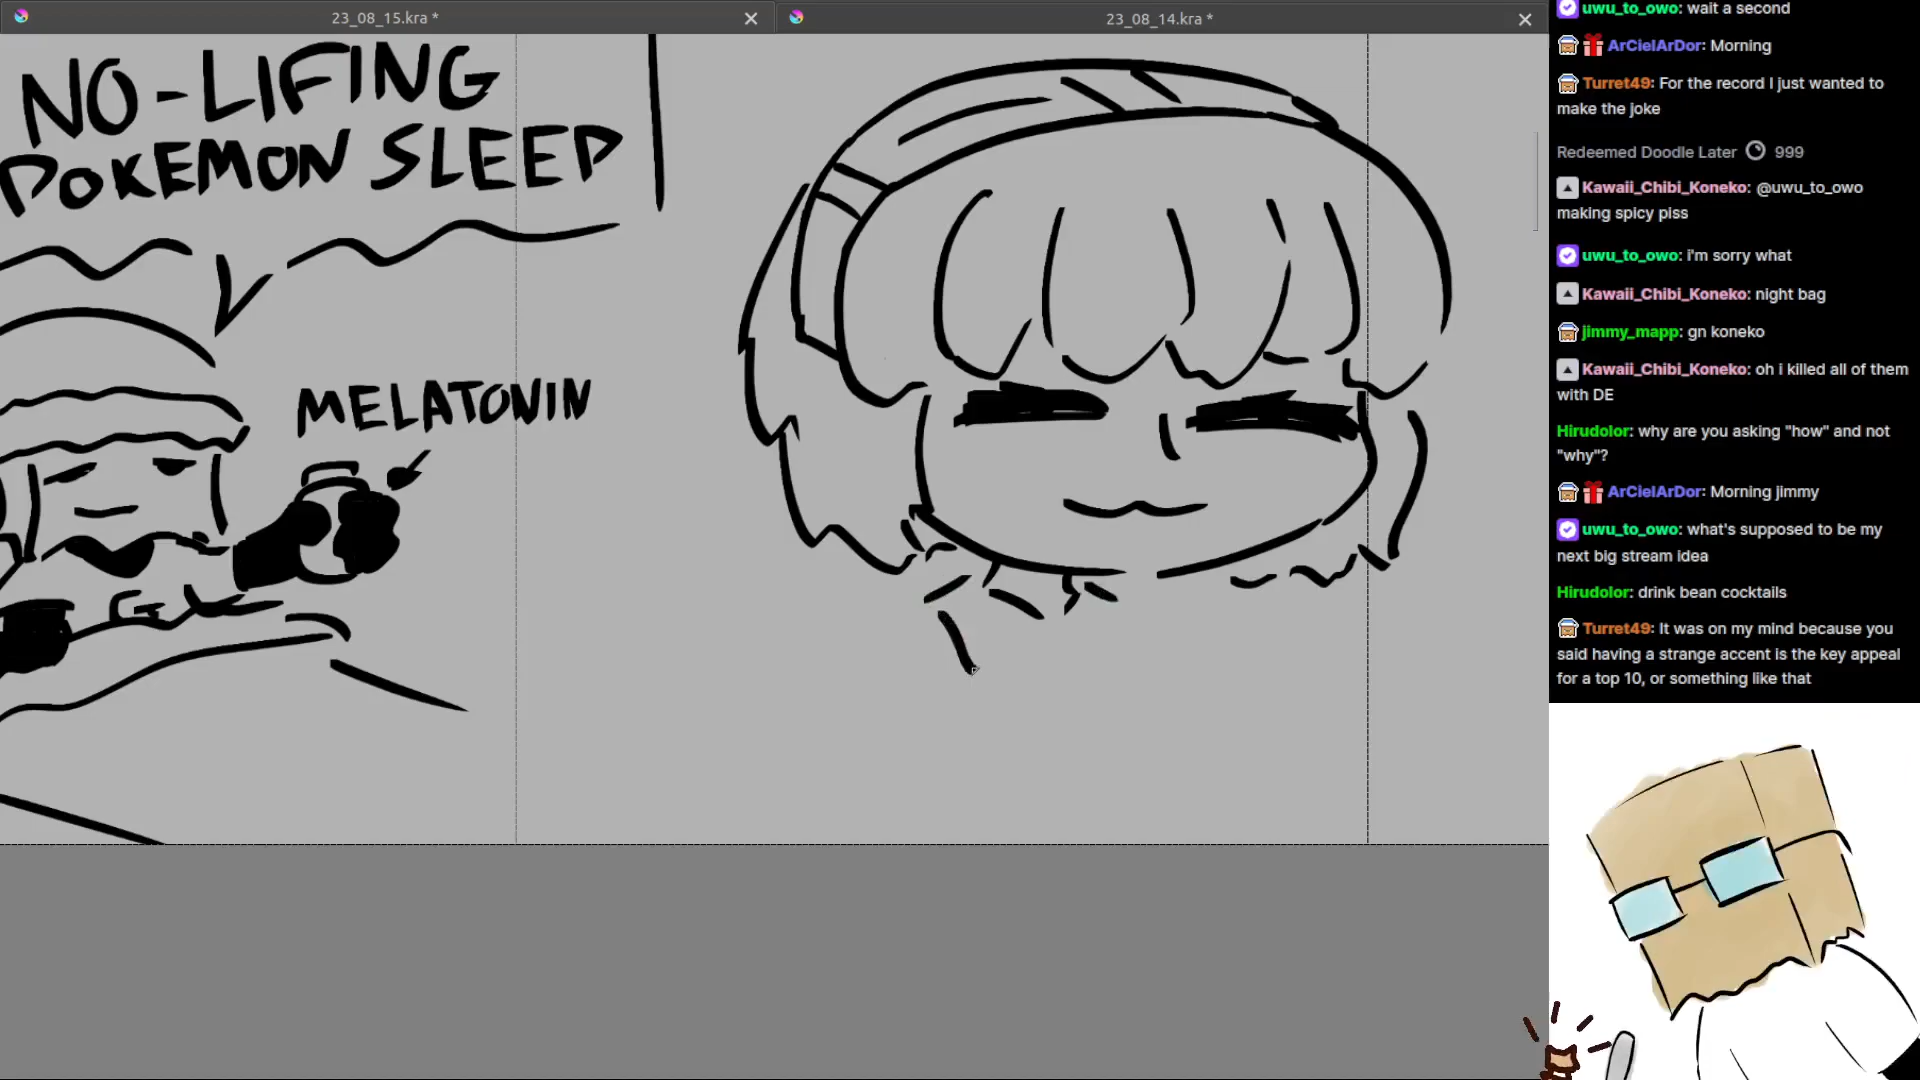 23_08_15.kra *
23_08_14.kra *
NO-LIFING
POKEMON SLEEP
MELATONIN
G
uwu_to_owo: wait a second
ArCielArDor: Morning
Turret49: For the record I just wanted to
make the joke
Redeemed Doodle Later 999
Kawaii_Chibi_Koneko: @uwu_to_owo
making spicy piss
uwu_to_owo: i'm sorry what
Kawaii_Chibi_Koneko: night bag
jimmy_mapp: gn koneko
Kawaii_Chibi_Koneko: oh i killed all of them
with DE
Hirudolor: why are you asking "how" and not
"why"?
ArCielArDor: Morning jimmy
uwu_to_owo: what's supposed to be my
next big stream idea
Hirudolor: drink bean cocktails
Turret49: It was on my mind because you
said having a strange accent is the key appeal
for a top 10, or something like that